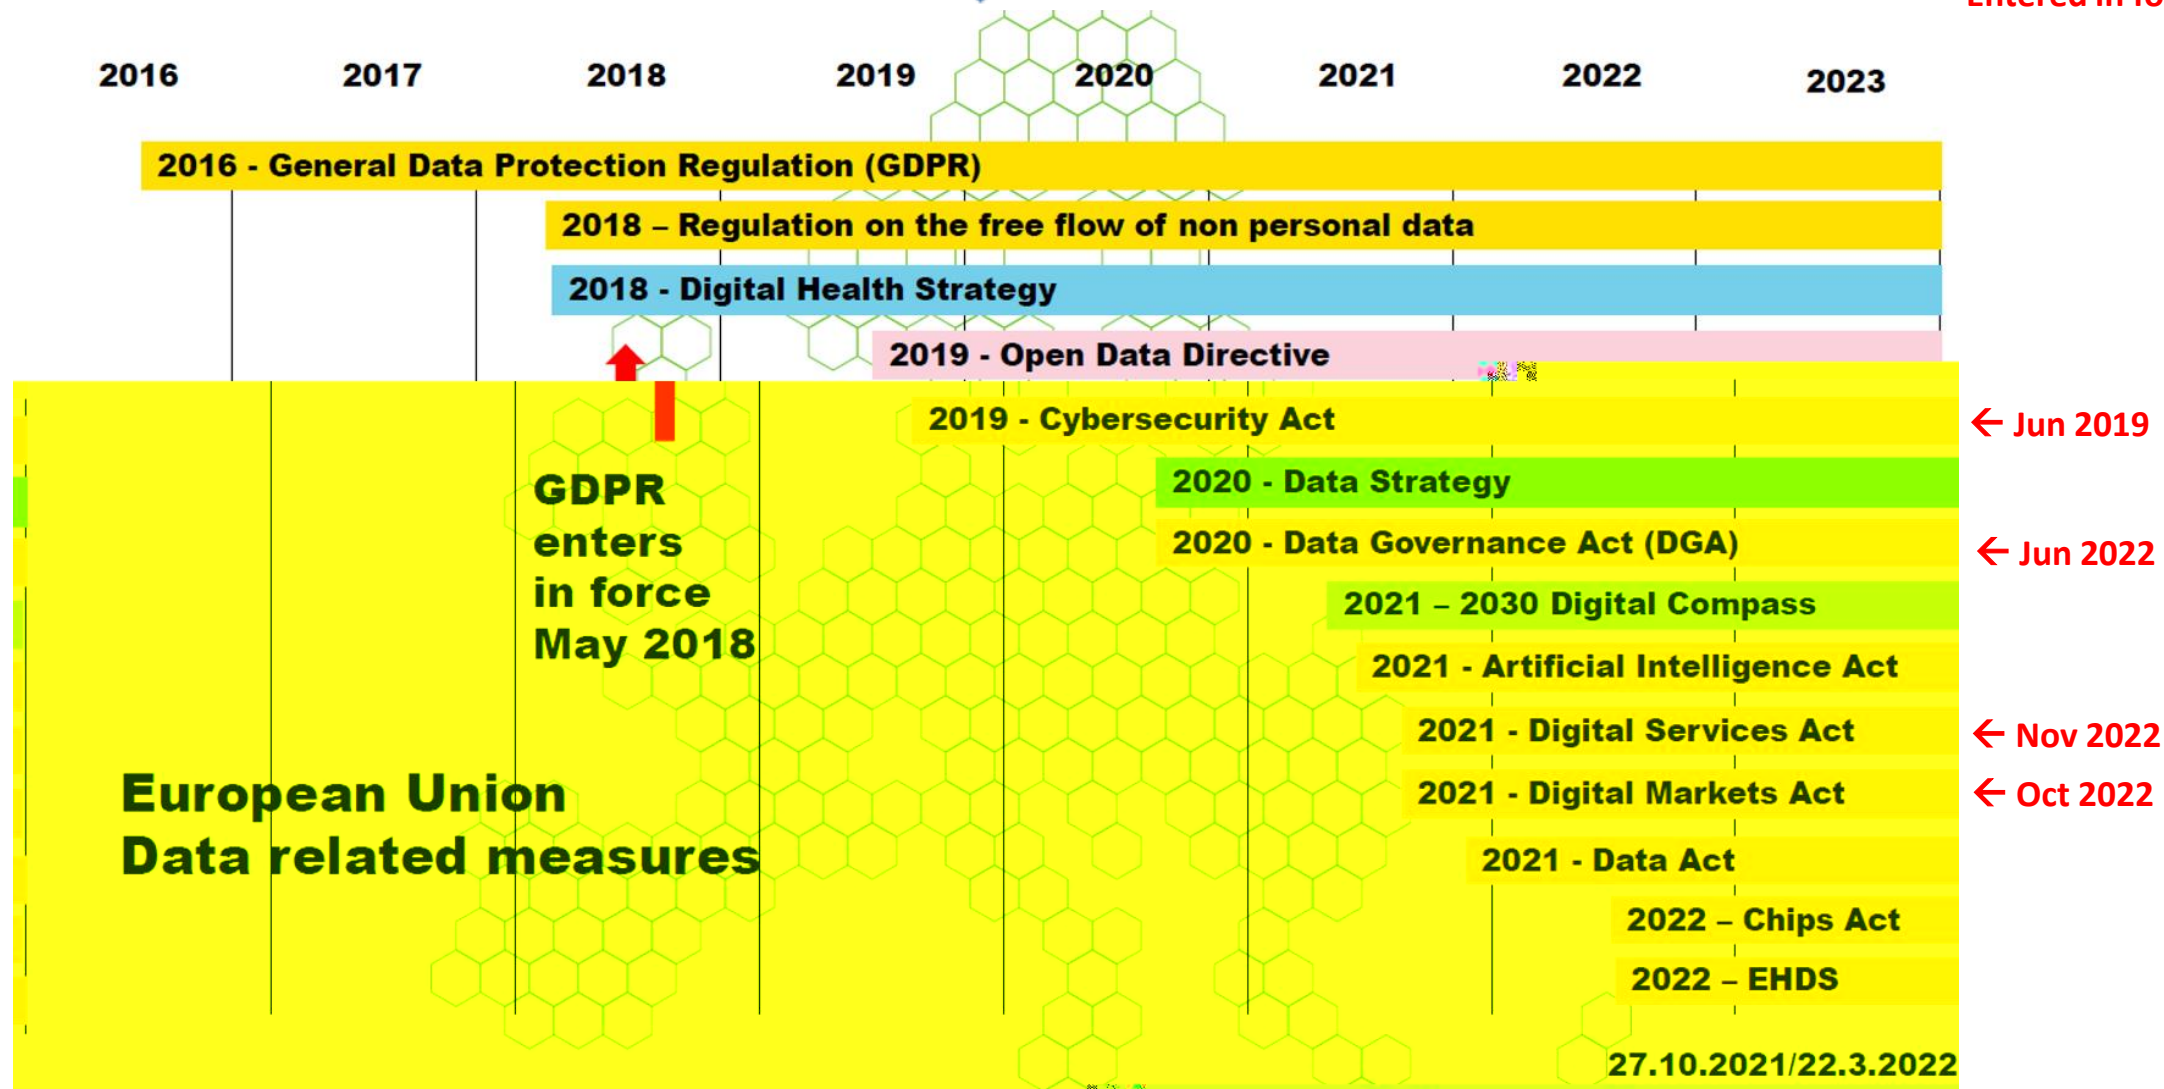 Entered in fo
2016 2017 2018 2019 2020 2021 2022 2023
2016 - General Data Protection Regulation (GDPR)
2018 – Regulation on the free flow of non personal data
2018 - Digital Health Strategy
2019 - Open Data Directive
2019 - Cybersecurity Act
← Jun 2019
2020 - Data Strategy
2020 - Data Governance Act (DGA)
← Jun 2022
GDPR
enters
in force
May 2018
2021 – 2030 Digital Compass
2021 - Artificial Intelligence Act
2021 - Digital Services Act
← Nov 2022
2021 - Digital Markets Act
← Oct 2022
European Union
Data related measures
2021 - Data Act
2022 – Chips Act
2022 – EHDS
27.10.2021/22.3.2022